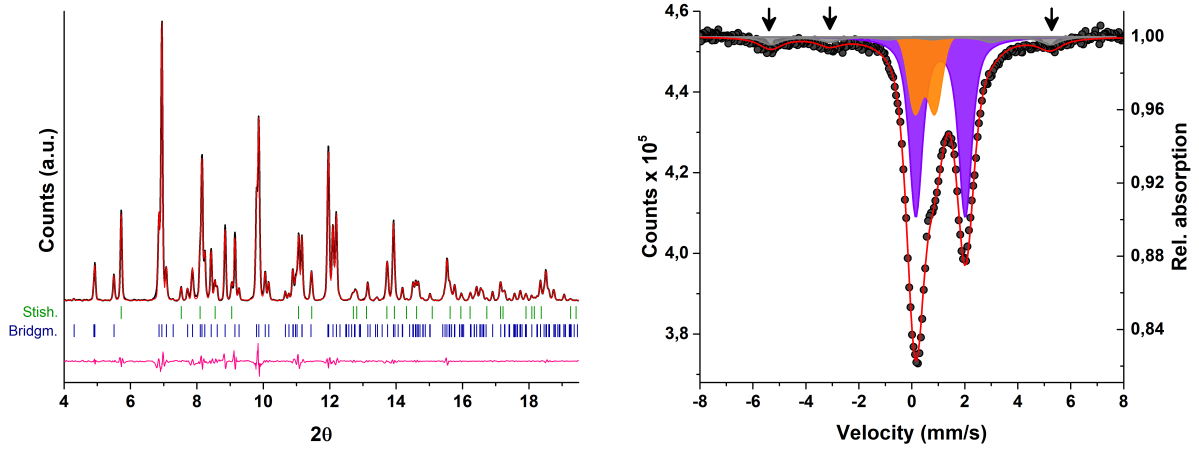 Counts (a.u.)
Stish.
Bridgm.
4 6 8 10 12 14 16 18
2θ
4,6
4,4
4,2
4,0
3,8
Counts x 10⁵
1,00
0,96
0,92
0,88
0,84
Rel. absorption
-8 -6 -4 -2 0 2 4 6 8
Velocity (mm/s)